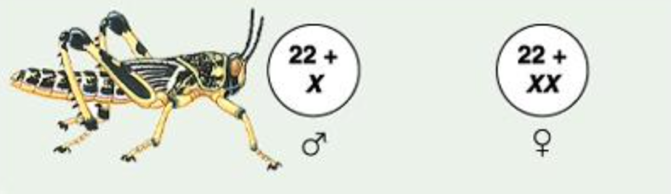 22 +
X
♂
22 +
XX
♀